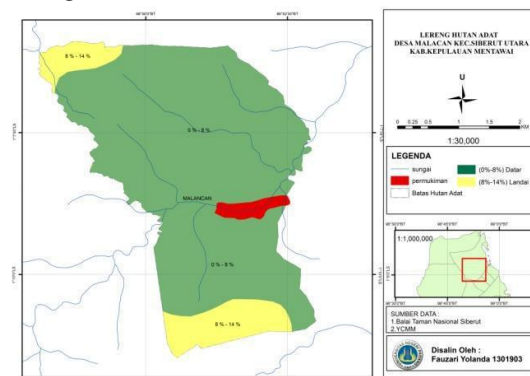 8 % - 14 %
0 % - 8 %
MALANCAN
0 % - 8 %
8 % - 14 %
LERENG HUTAN ADAT
DESA MALACAN KEC.SIBERUT UTARA
KAB.KEPULAUAN MENTAWAI
U
0 0.25 0.5 1 1.5 2
KM
1:30,000
LEGENDA
sungai
permukiman
Batas Hutan Adat
(0%-8%) Datar
(8%-14%) Landai
1:1,000,000
SUMBER DATA :
1.Balai Taman Nasional Siberut
2.YCMM
Disalin Oleh :
Fauzari Yolanda 1301903